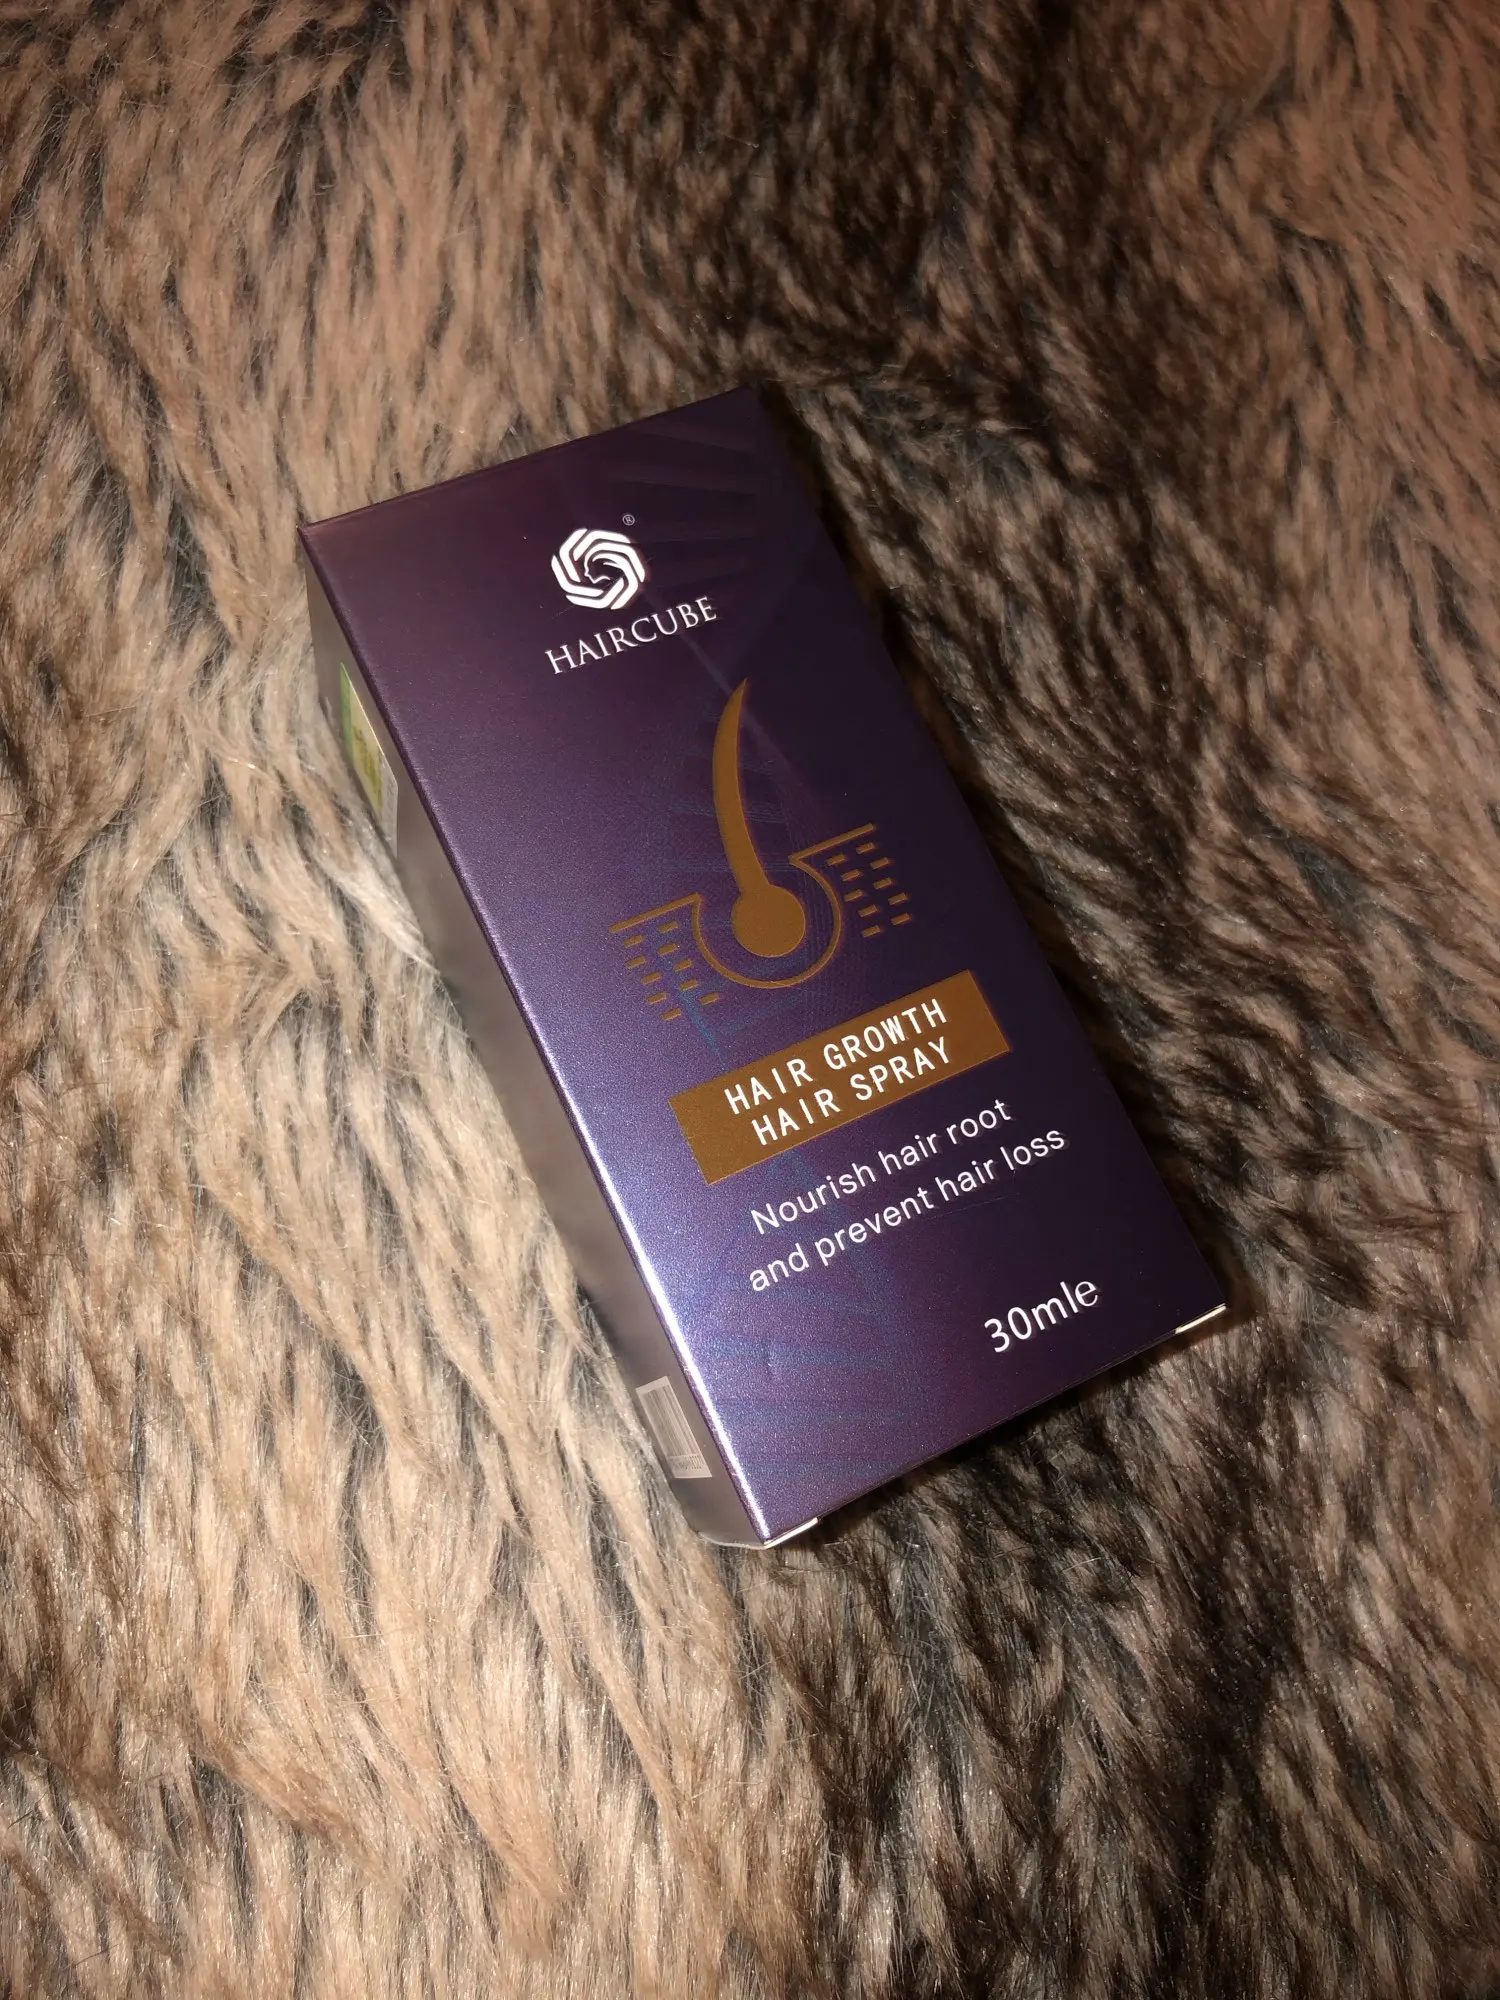 ®
HAIRCUBE
HAIR GROWTH
HAIR SPRAY
Nourish hair root
and prevent hair loss
30mle